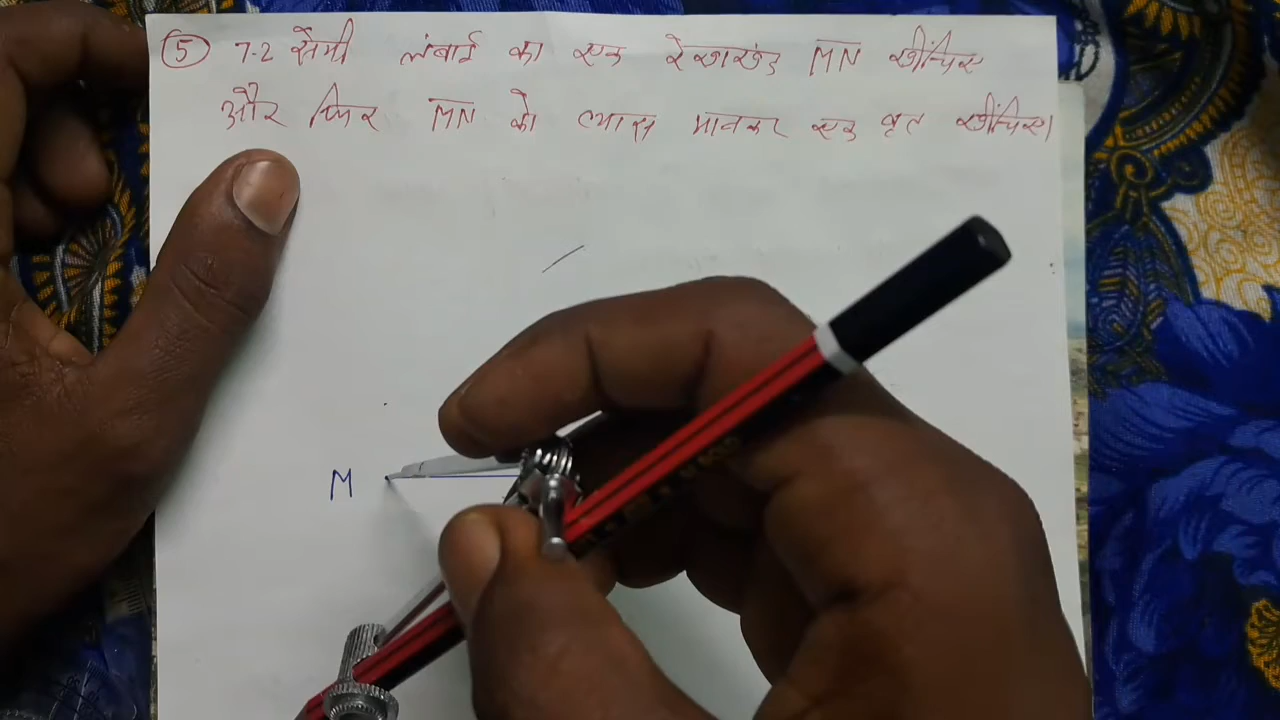 ⑤ 7.2 सेमी लंबाई का एक रेखाखंड MN खींचिए
और फिर MN को व्यास मानकर एक वृत खींचिए।
M